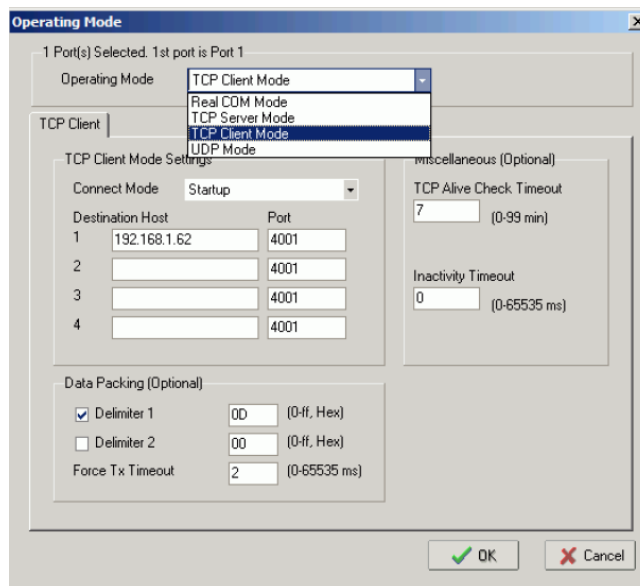 Operating Mode
1 Port(s) Selected. 1st port is Port 1
Operating Mode
TCP Client Mode
Real COM Mode
TCP Server Mode
TCP Client Mode
UDP Mode
TCP Client
TCP Client Mode Settings
Connect Mode Startup
Destination Host Port
1 192.168.1.62 4001
2 4001
3 4001
4 4001
Miscellaneous (Optional)
TCP Alive Check Timeout
7 (0-99 min)
Inactivity Timeout
0 (0-65535 ms)
Data Packing (Optional)
Delimiter 1 0D (0-ff, Hex)
Delimiter 2 00 (0-ff, Hex)
Force Tx Timeout 2 (0-65535 ms)
OK Cancel